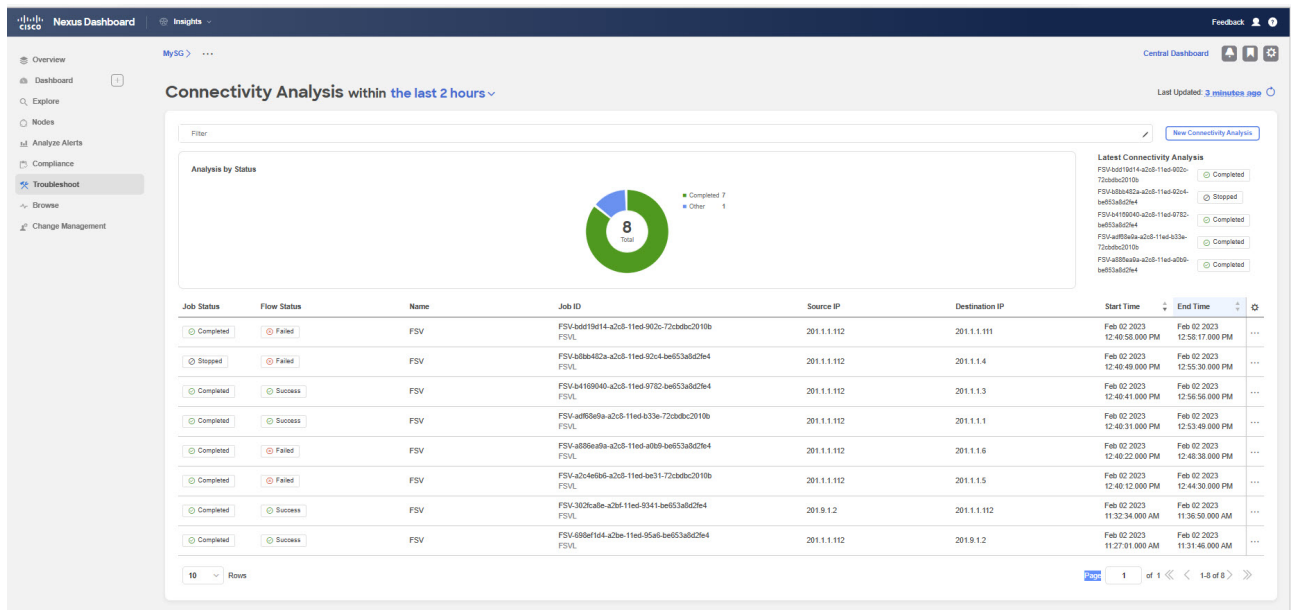 CISCO Nexus Dashboard Insights Feedback
Overview
Dashboard
Explore
Nodes
Analyze Alerts
Compliance
Troubleshoot
Browse
Change Management
MySG > ... Central Dashboard
Connectivity Analysis within the last 2 hours Last Updated: 3 minutes ago
Filter New Connectivity Analysis
Analysis by Status
Completed 7
Other 1
8
Total
Latest Connectivity Analysis
FSV-bdd19d14-a2c8-11ed-902c-
72cbdbc2010b Completed
FSV-b8bb482a-a2c8-11ed-92c4-
be653a8d2fe4 Stopped
FSV-b4169040-a2c8-11ed-9782-
be653a8d2fe4 Completed
FSV-adf68e9a-a2c8-11ed-b33e-
72cbdbc2010b Completed
FSV-a886ea9a-a2c8-11ed-a0b9-
be653a8d2fe4 Completed
Job Status Flow Status Name Job ID Source IP Destination IP Start Time End Time
Completed Failed FSV FSV-bdd19d14-a2c8-11ed-902c-72cbdbc2010b 201.1.1.112 201.1.1.111 Feb 02 2023 Feb 02 2023
FSVL 12:40:58.000 PM 12:58:17.000 PM
Stopped Failed FSV FSV-b8bb482a-a2c8-11ed-92c4-be653a8d2fe4 201.1.1.112 201.1.1.4 Feb 02 2023 Feb 02 2023
FSVL 12:40:49.000 PM 12:55:30.000 PM
Completed Success FSV FSV-b4169040-a2c8-11ed-9782-be653a8d2fe4 201.1.1.112 201.1.1.3 Feb 02 2023 Feb 02 2023
FSVL 12:40:41.000 PM 12:56:56.000 PM
Completed Success FSV FSV-adf68e9a-a2c8-11ed-b33e-72cbdbc2010b 201.1.1.112 201.1.1.1 Feb 02 2023 Feb 02 2023
FSVL 12:40:31.000 PM 12:53:49.000 PM
Completed Failed FSV FSV-a886ea9a-a2c8-11ed-a0b9-be653a8d2fe4 201.1.1.112 201.1.1.6 Feb 02 2023 Feb 02 2023
FSVL 12:40:22.000 PM 12:48:38.000 PM
Completed Failed FSV FSV-a2c4e6b6-a2c8-11ed-be31-72cbdbc2010b 201.1.1.112 201.1.1.5 Feb 02 2023 Feb 02 2023
FSVL 12:40:12.000 PM 12:44:30.000 PM
Completed Success FSV FSV-302fca8e-a2bf-11ed-9341-be653a8d2fe4 201.9.1.2 201.1.1.112 Feb 02 2023 Feb 02 2023
FSVL 11:32:34.000 AM 11:36:50.000 AM
Completed Success FSV FSV-698ef1d4-a2be-11ed-95a6-be653a8d2fe4 201.1.1.112 201.9.1.2 Feb 02 2023 Feb 02 2023
FSVL 11:27:01.000 AM 11:31:46.000 AM
10 Rows Page 1 of 1 1-8 of 8